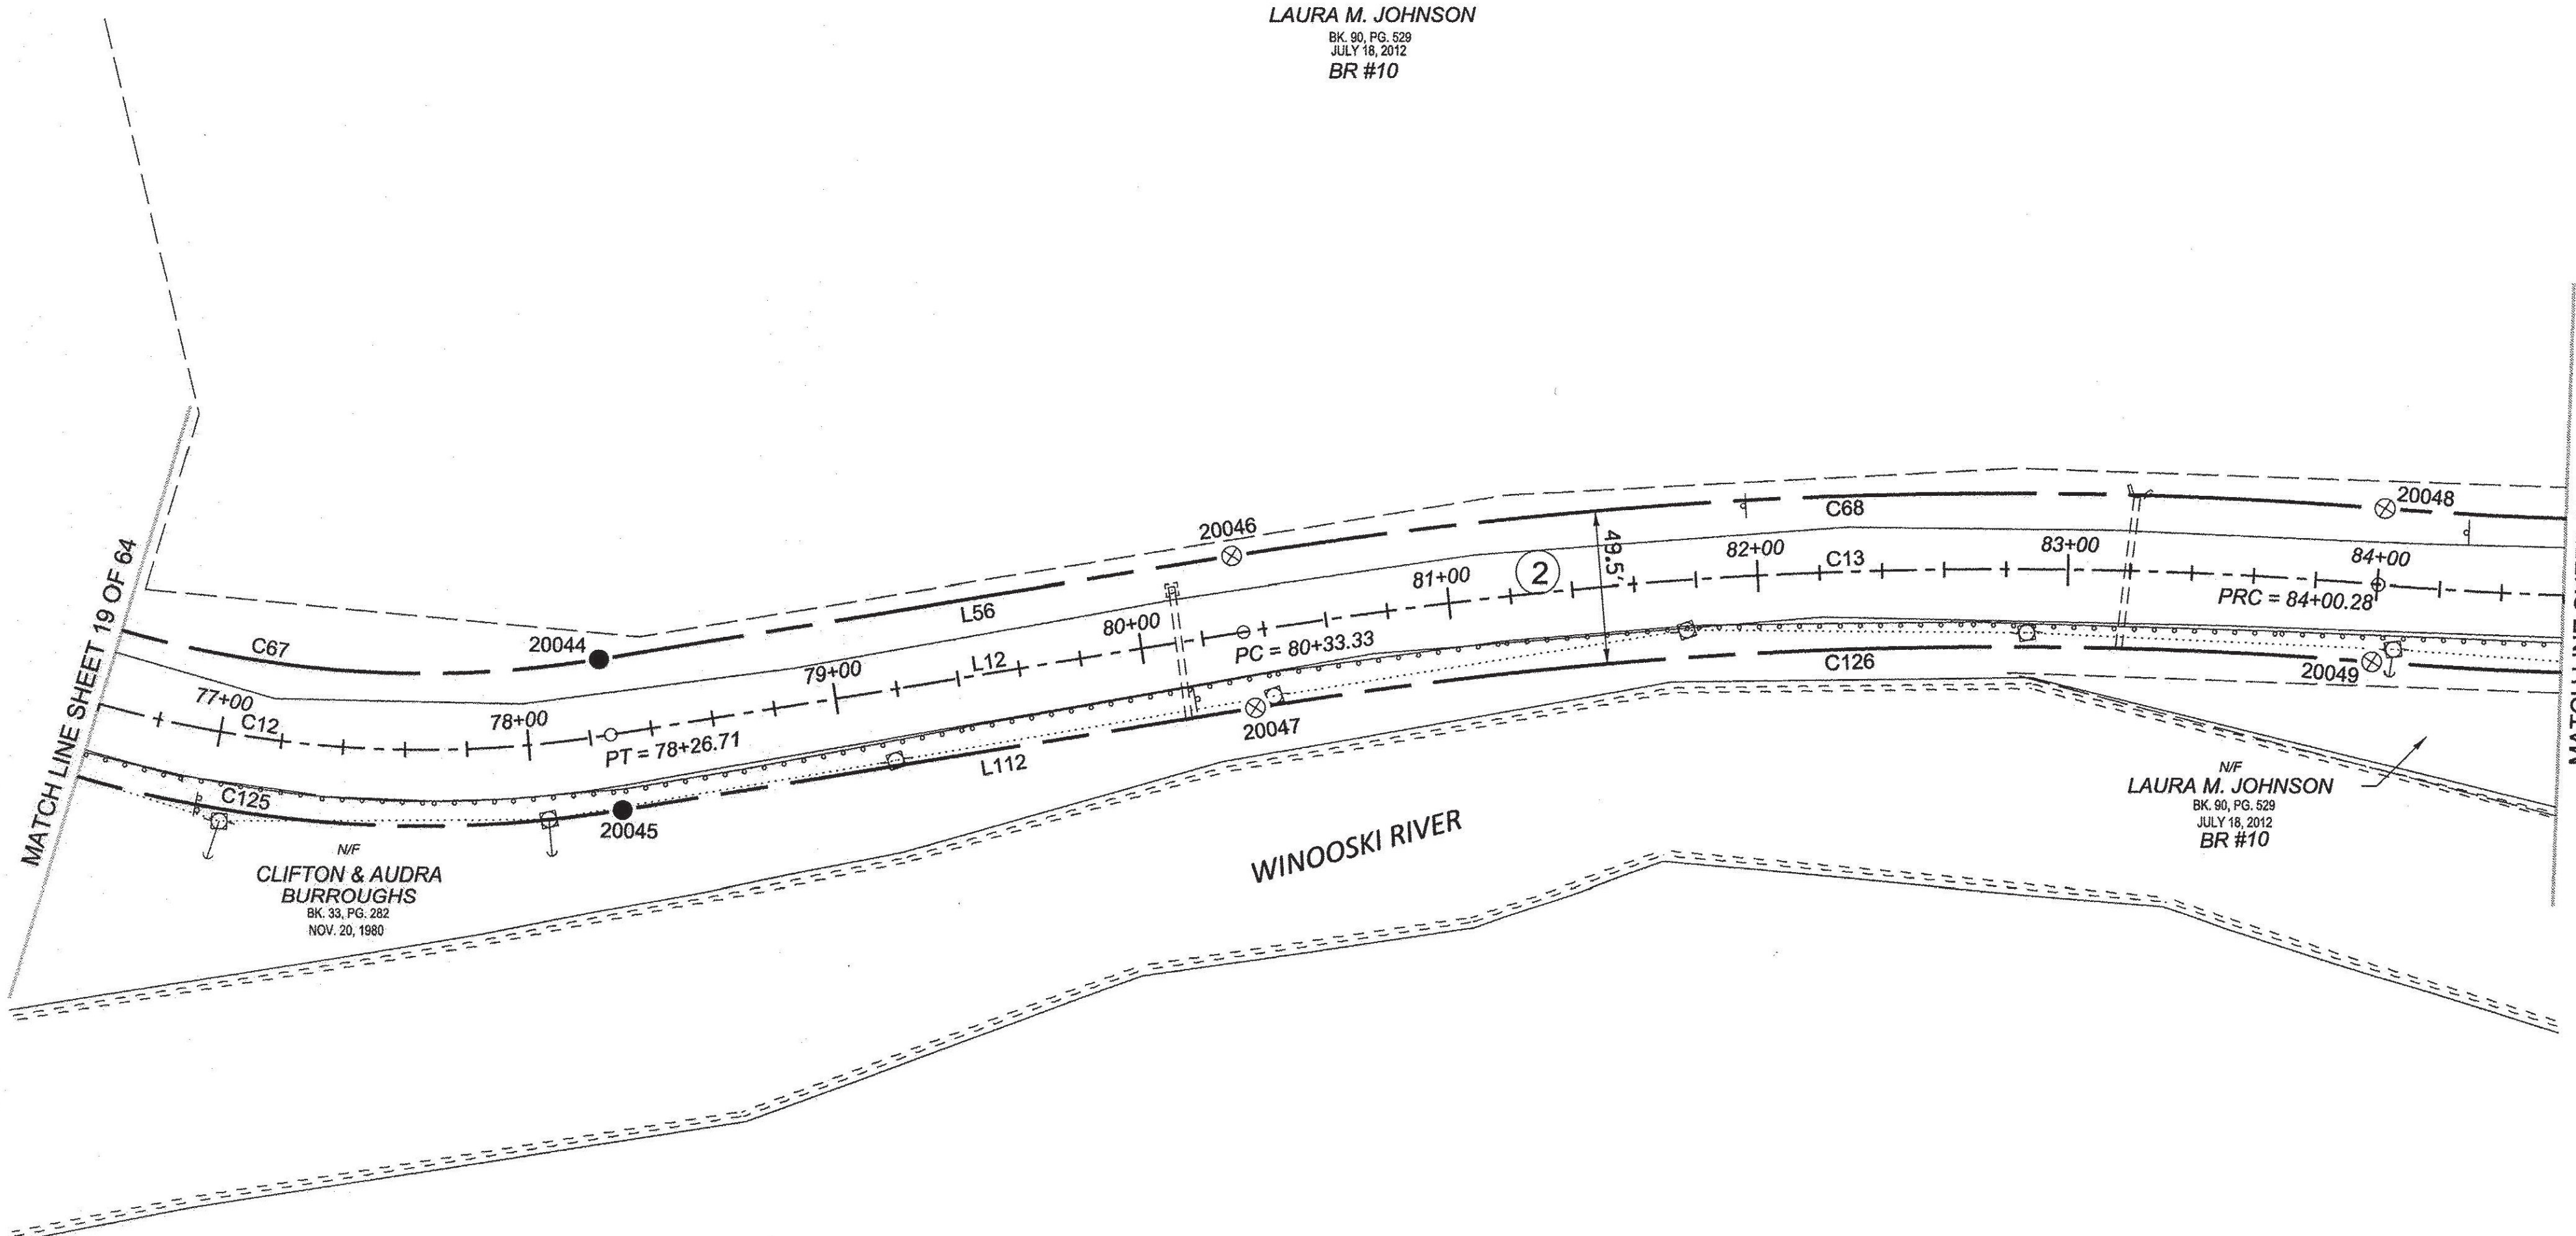 LAURA M. JOHNSON
BK. 90, PG. 529
JULY 18, 2012
BR #10
MATCH LINE SHEET 19 OF 64
C67
77+00
C12
C125
78+00
20044
PT = 78+26.71
20045
79+00
L56
L12
L112
80+00
20046
PC = 80+33.33
20047
81+00
2
49.5'
82+00
C68
C13
C126
83+00
84+00
20048
PRC = 84+00.28
20049
N/F
CLIFTON & AUDRA
BURROUGHS
BK. 33, PG. 282
NOV. 20, 1980
WINOOSKI RIVER
N/F
LAURA M. JOHNSON
BK. 90, PG. 529
JULY 18, 2012
BR #10